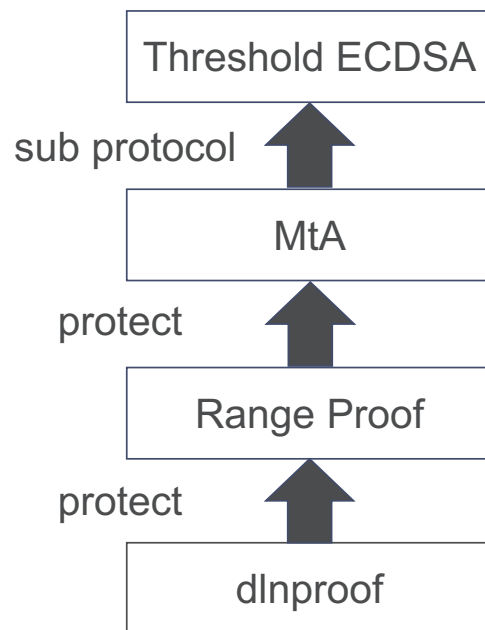 Threshold ECDSA
sub protocol
MtA
protect
Range Proof
protect
dlnproof